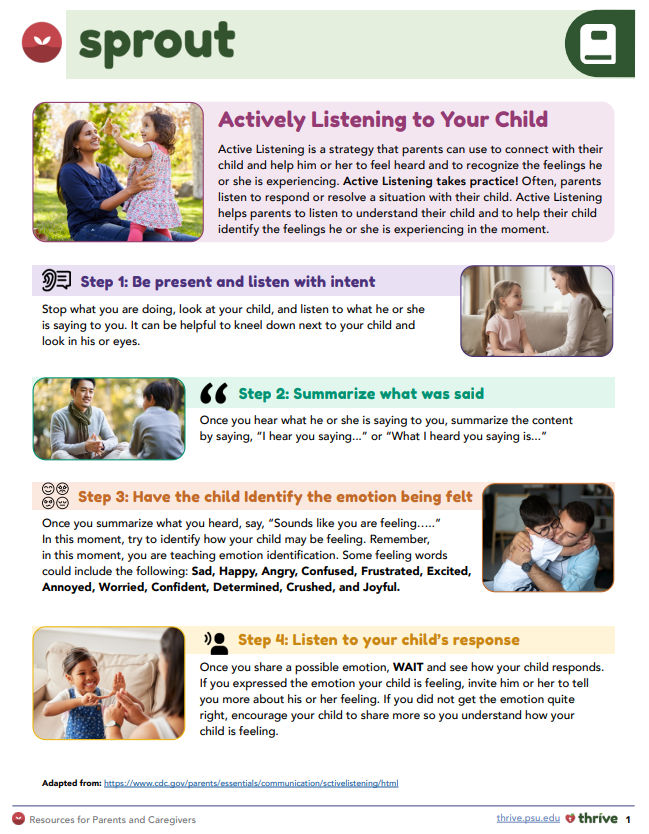 sprout
Actively Listening to Your Child
Active Listening is a strategy that parents can use to connect with their
child and help him or her to feel heard and to recognize the feelings he
or she is experiencing. Active Listening takes practice! Often, parents
listen to respond or resolve a situation with their child. Active Listening
helps parents to listen to understand their child and to help their child
identify the feelings he or she is experiencing in the moment.
Step 1: Be present and listen with intent
Stop what you are doing, look at your child, and listen to what he or she
is saying to you. It can be helpful to kneel down next to your child and
look in his or eyes.
Step 2: Summarize what was said
Once you hear what he or she is saying to you, summarize the content
by saying, “I hear you saying...” or “What I heard you saying is...”
Step 3: Have the child Identify the emotion being felt
Once you summarize what you heard, say, “Sounds like you are feeling…..”
In this moment, try to identify how your child may be feeling. Remember,
in this moment, you are teaching emotion identification. Some feeling words
could include the following: Sad, Happy, Angry, Confused, Frustrated, Excited,
Annoyed, Worried, Confident, Determined, Crushed, and Joyful.
Step 4: Listen to your child’s response
Once you share a possible emotion, WAIT and see how your child responds.
If you expressed the emotion your child is feeling, invite him or her to tell
you more about his or her feeling. If you did not get the emotion quite
right, encourage your child to share more so you understand how your
child is feeling.
Adapted from: https://www.cdc.gov/parents/essentials/communication/sctivelistening/html
Resources for Parents and Caregivers
thrive.psu.edu thrive 1